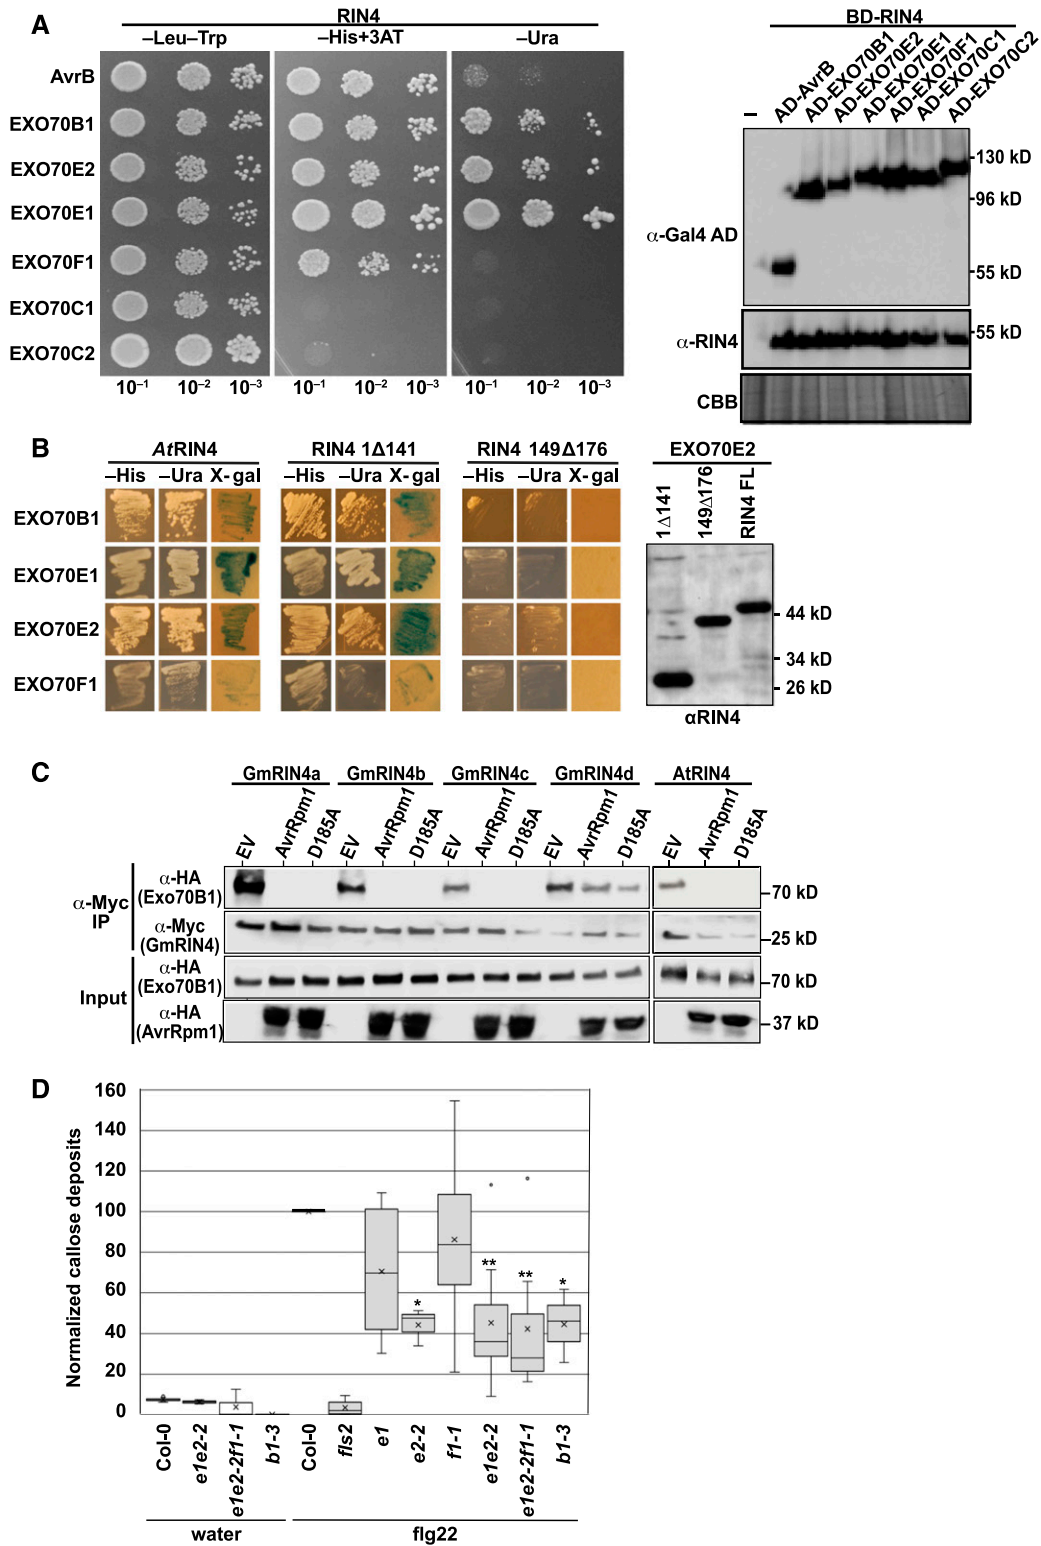 A
RIN4
–Leu–Trp –His+3AT –Ura
AvrB
EXO70B1
EXO70E2
EXO70E1
EXO70F1
EXO70C1
EXO70C2
10–1 10–2 10–3 10–1 10–2 10–3 10–1 10–2 10–3
BD-RIN4
–
AD-AvrB
AD-EXO70B1
AD-EXO70E2
AD-EXO70E1
AD-EXO70F1
AD-EXO70C1
AD-EXO70C2
α-Gal4 AD
130 kD
96 kD
55 kD
α-RIN4
55 kD
CBB
B
AtRIN4 RIN4 1Δ141 RIN4 149Δ176
–His –Ura X-gal –His –Ura X-gal –His –Ura X-gal
EXO70B1
EXO70E1
EXO70E2
EXO70F1
EXO70E2
1Δ141
149Δ176
RIN4 FL
44 kD
34 kD
26 kD
αRIN4
C
GmRIN4a GmRIN4b GmRIN4c GmRIN4d AtRIN4
EV AvrRpm1 D185A EV AvrRpm1 D185A EV AvrRpm1 D185A EV AvrRpm1 D185A EV AvrRpm1 D185A
α-Myc
IP
α-HA
(Exo70B1)
70 kD
α-Myc
(GmRIN4)
25 kD
Input
α-HA
(Exo70B1)
70 kD
α-HA
(AvrRpm1)
37 kD
D
Normalized callose deposits
160
140
120
100
80
60
40
20
0
* ** ** *
Col-0 e1e2-2 e1e2-2f1-1 b1-3 Col-0 fls2 e1 e2-2 f1-1 e1e2-2 e1e2-2f1-1 b1-3
water flg22